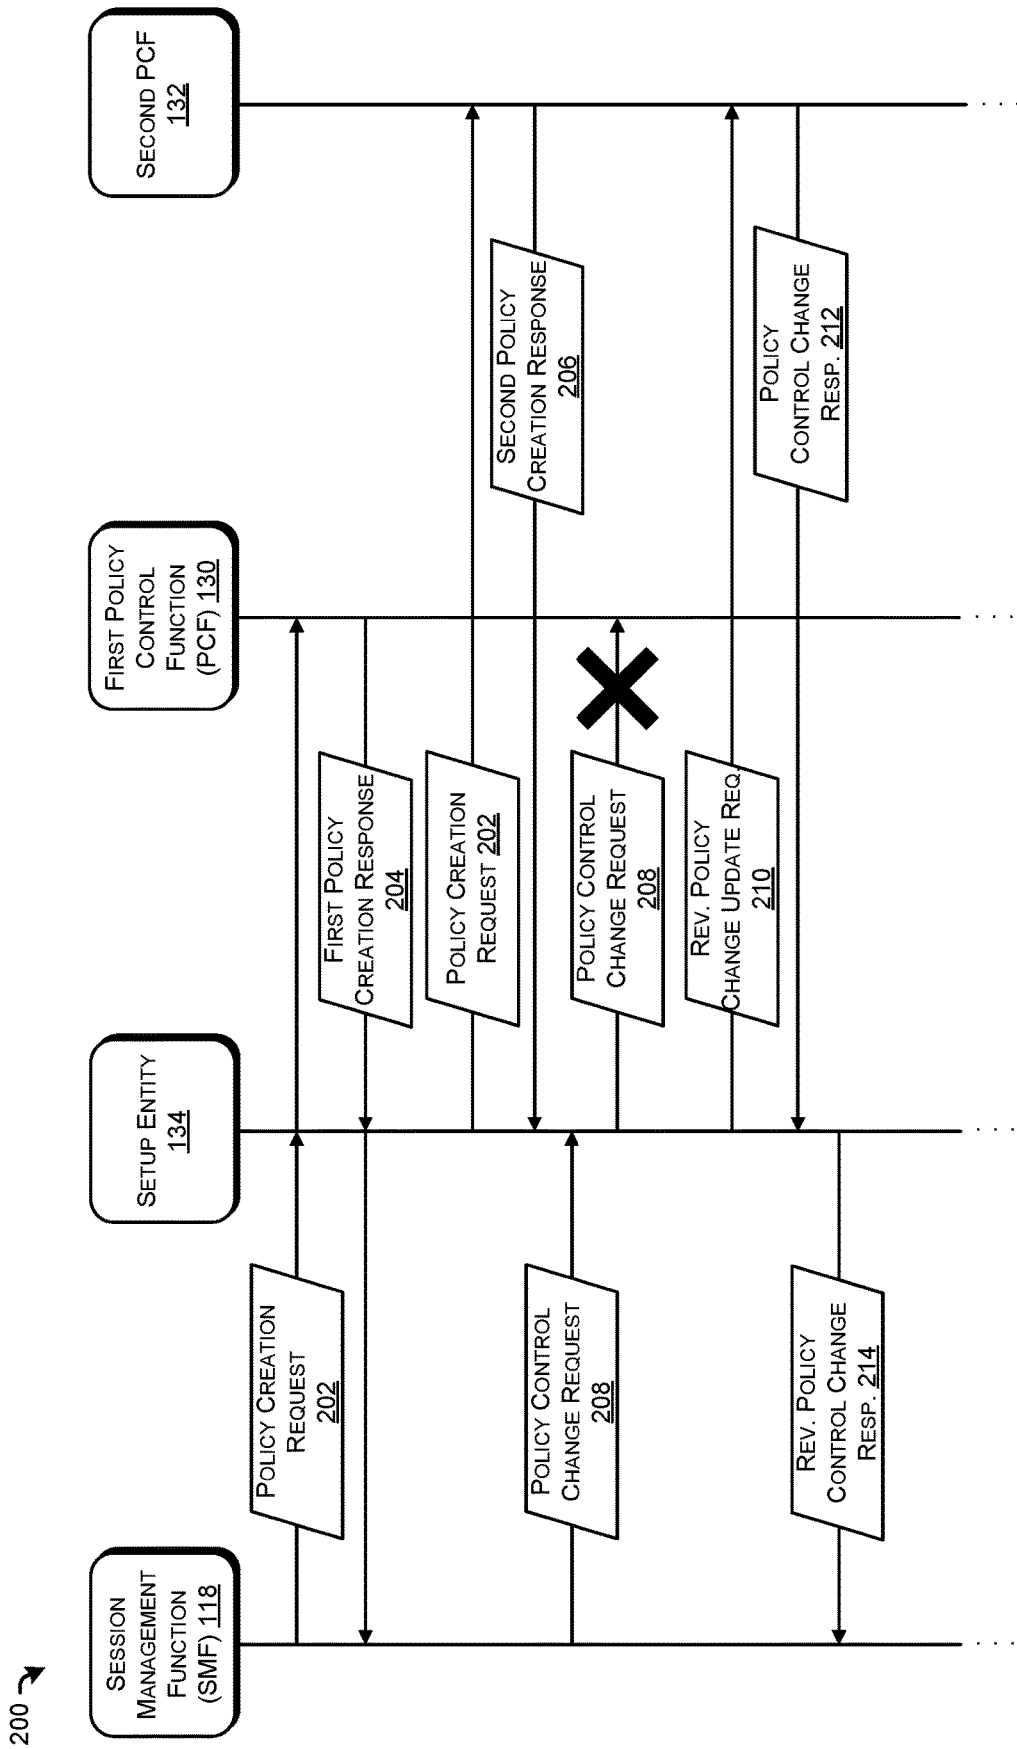 200
SESSION
MANAGEMENT
FUNCTION
(SMF) 118
SETUP ENTITY
134
FIRST POLICY
CONTROL
FUNCTION
(PCF) 130
SECOND PCF
132
POLICY CREATION
REQUEST
202
FIRST POLICY
CREATION RESPONSE
204
POLICY CREATION
REQUEST 202
SECOND POLICY
CREATION RESPONSE
206
POLICY CONTROL
CHANGE REQUEST
208
POLICY CONTROL
CHANGE REQUEST
208
REV. POLICY
CHANGE UPDATE REQ.
210
POLICY
CONTROL CHANGE
RESP. 212
REV. POLICY
CONTROL CHANGE
RESP. 214